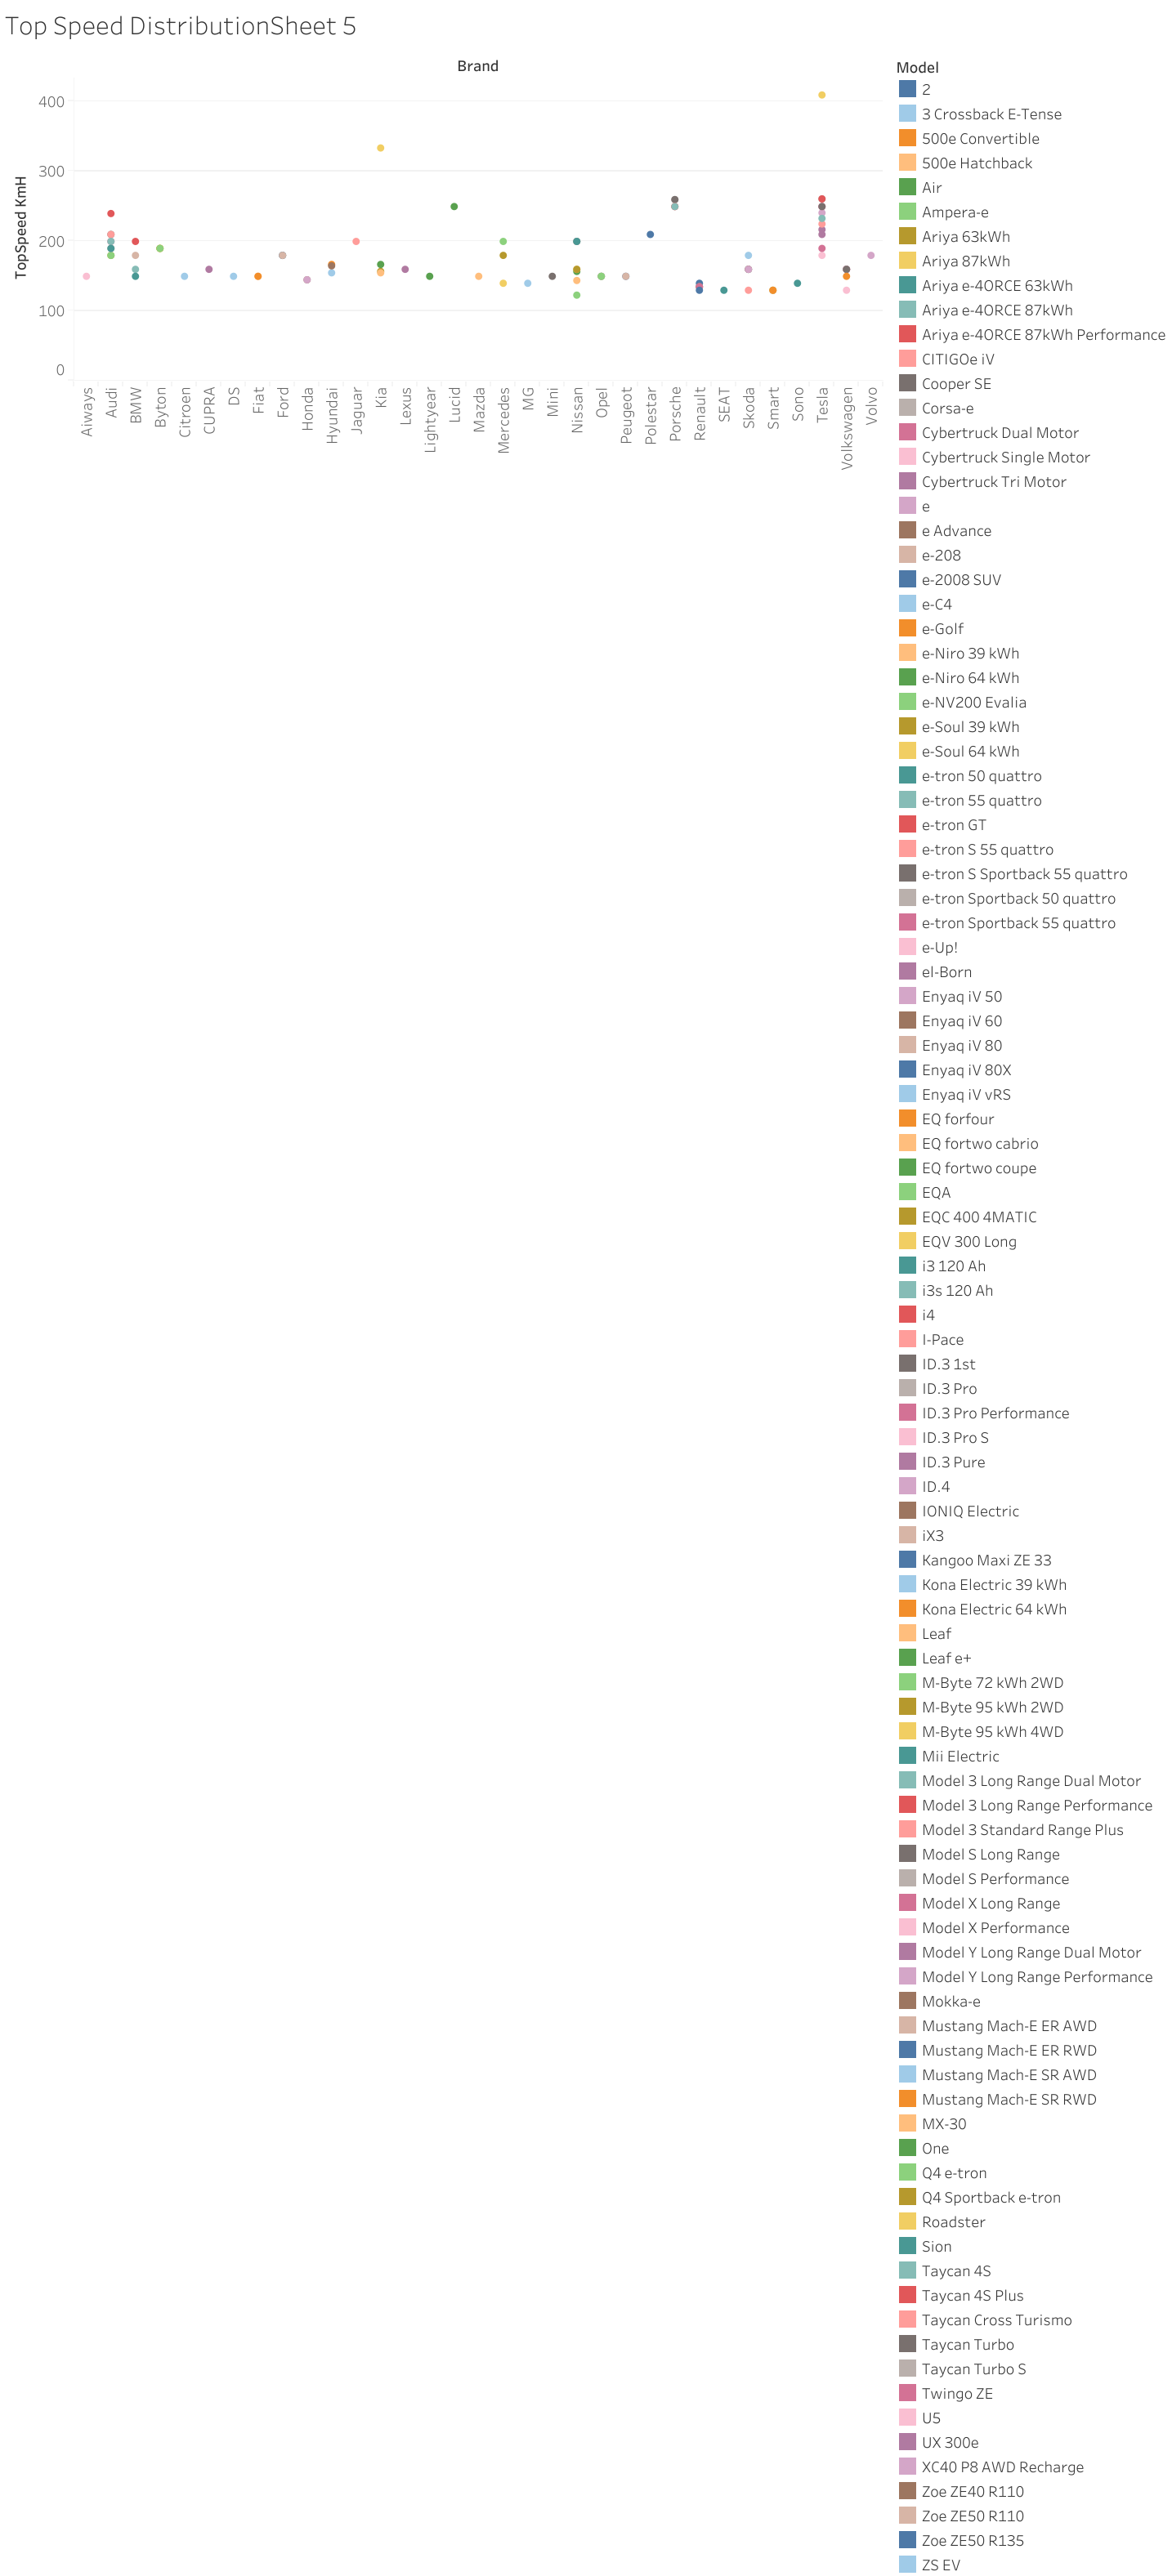 Top Speed DistributionSheet 5
Brand
TopSpeed KmH
400
300
200
100
0
Aiways
Audi
BMW
Byton
Citroen
CUPRA
DS
Fiat
Ford
Honda
Hyundai
Jaguar
Kia
Lexus
Lightyear
Lucid
Mazda
Mercedes
MG
Mini
Nissan
Opel
Peugeot
Polestar
Porsche
Renault
SEAT
Skoda
Smart
Sono
Tesla
Volkswagen
Volvo
Model
2
3 Crossback E-Tense
500e Convertible
500e Hatchback
Air
Ampera-e
Ariya 63kWh
Ariya 87kWh
Ariya e-4ORCE 63kWh
Ariya e-4ORCE 87kWh
Ariya e-4ORCE 87kWh Performance
CITIGOe iV
Cooper SE
Corsa-e
Cybertruck Dual Motor
Cybertruck Single Motor
Cybertruck Tri Motor
e
e Advance
e-208
e-2008 SUV
e-C4
e-Golf
e-Niro 39 kWh
e-Niro 64 kWh
e-NV200 Evalia
e-Soul 39 kWh
e-Soul 64 kWh
e-tron 50 quattro
e-tron 55 quattro
e-tron GT
e-tron S 55 quattro
e-tron S Sportback 55 quattro
e-tron Sportback 50 quattro
e-tron Sportback 55 quattro
e-Up!
el-Born
Enyaq iV 50
Enyaq iV 60
Enyaq iV 80
Enyaq iV 80X
Enyaq iV vRS
EQ forfour
EQ fortwo cabrio
EQ fortwo coupe
EQA
EQC 400 4MATIC
EQV 300 Long
i3 120 Ah
i3s 120 Ah
i4
I-Pace
ID.3 1st
ID.3 Pro
ID.3 Pro Performance
ID.3 Pro S
ID.3 Pure
ID.4
IONIQ Electric
iX3
Kangoo Maxi ZE 33
Kona Electric 39 kWh
Kona Electric 64 kWh
Leaf
Leaf e+
M-Byte 72 kWh 2WD
M-Byte 95 kWh 2WD
M-Byte 95 kWh 4WD
Mii Electric
Model 3 Long Range Dual Motor
Model 3 Long Range Performance
Model 3 Standard Range Plus
Model S Long Range
Model S Performance
Model X Long Range
Model X Performance
Model Y Long Range Dual Motor
Model Y Long Range Performance
Mokka-e
Mustang Mach-E ER AWD
Mustang Mach-E ER RWD
Mustang Mach-E SR AWD
Mustang Mach-E SR RWD
MX-30
One
Q4 e-tron
Q4 Sportback e-tron
Roadster
Sion
Taycan 4S
Taycan 4S Plus
Taycan Cross Turismo
Taycan Turbo
Taycan Turbo S
Twingo ZE
U5
UX 300e
XC40 P8 AWD Recharge
Zoe ZE40 R110
Zoe ZE50 R110
Zoe ZE50 R135
ZS EV